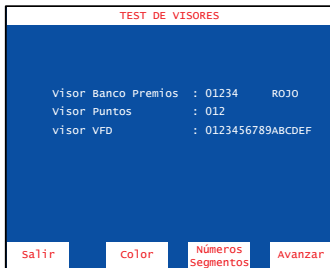 TEST DE VISORES
Visor Banco Premios : 01234 ROJO
Visor Puntos : 012
visor VFD : 0123456789ABCDEF
Salir Color Números Segmentos Avanzar